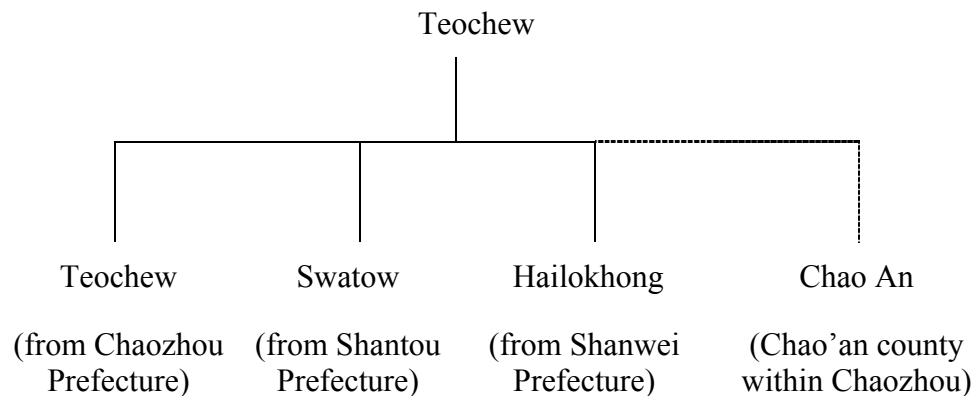 Teochew
Teochew Swatow Hailokhong Chao An
(from Chaozhou (from Shantou (from Shanwei (Chao’an county
Prefecture) Prefecture) Prefecture) within Chaozhou)